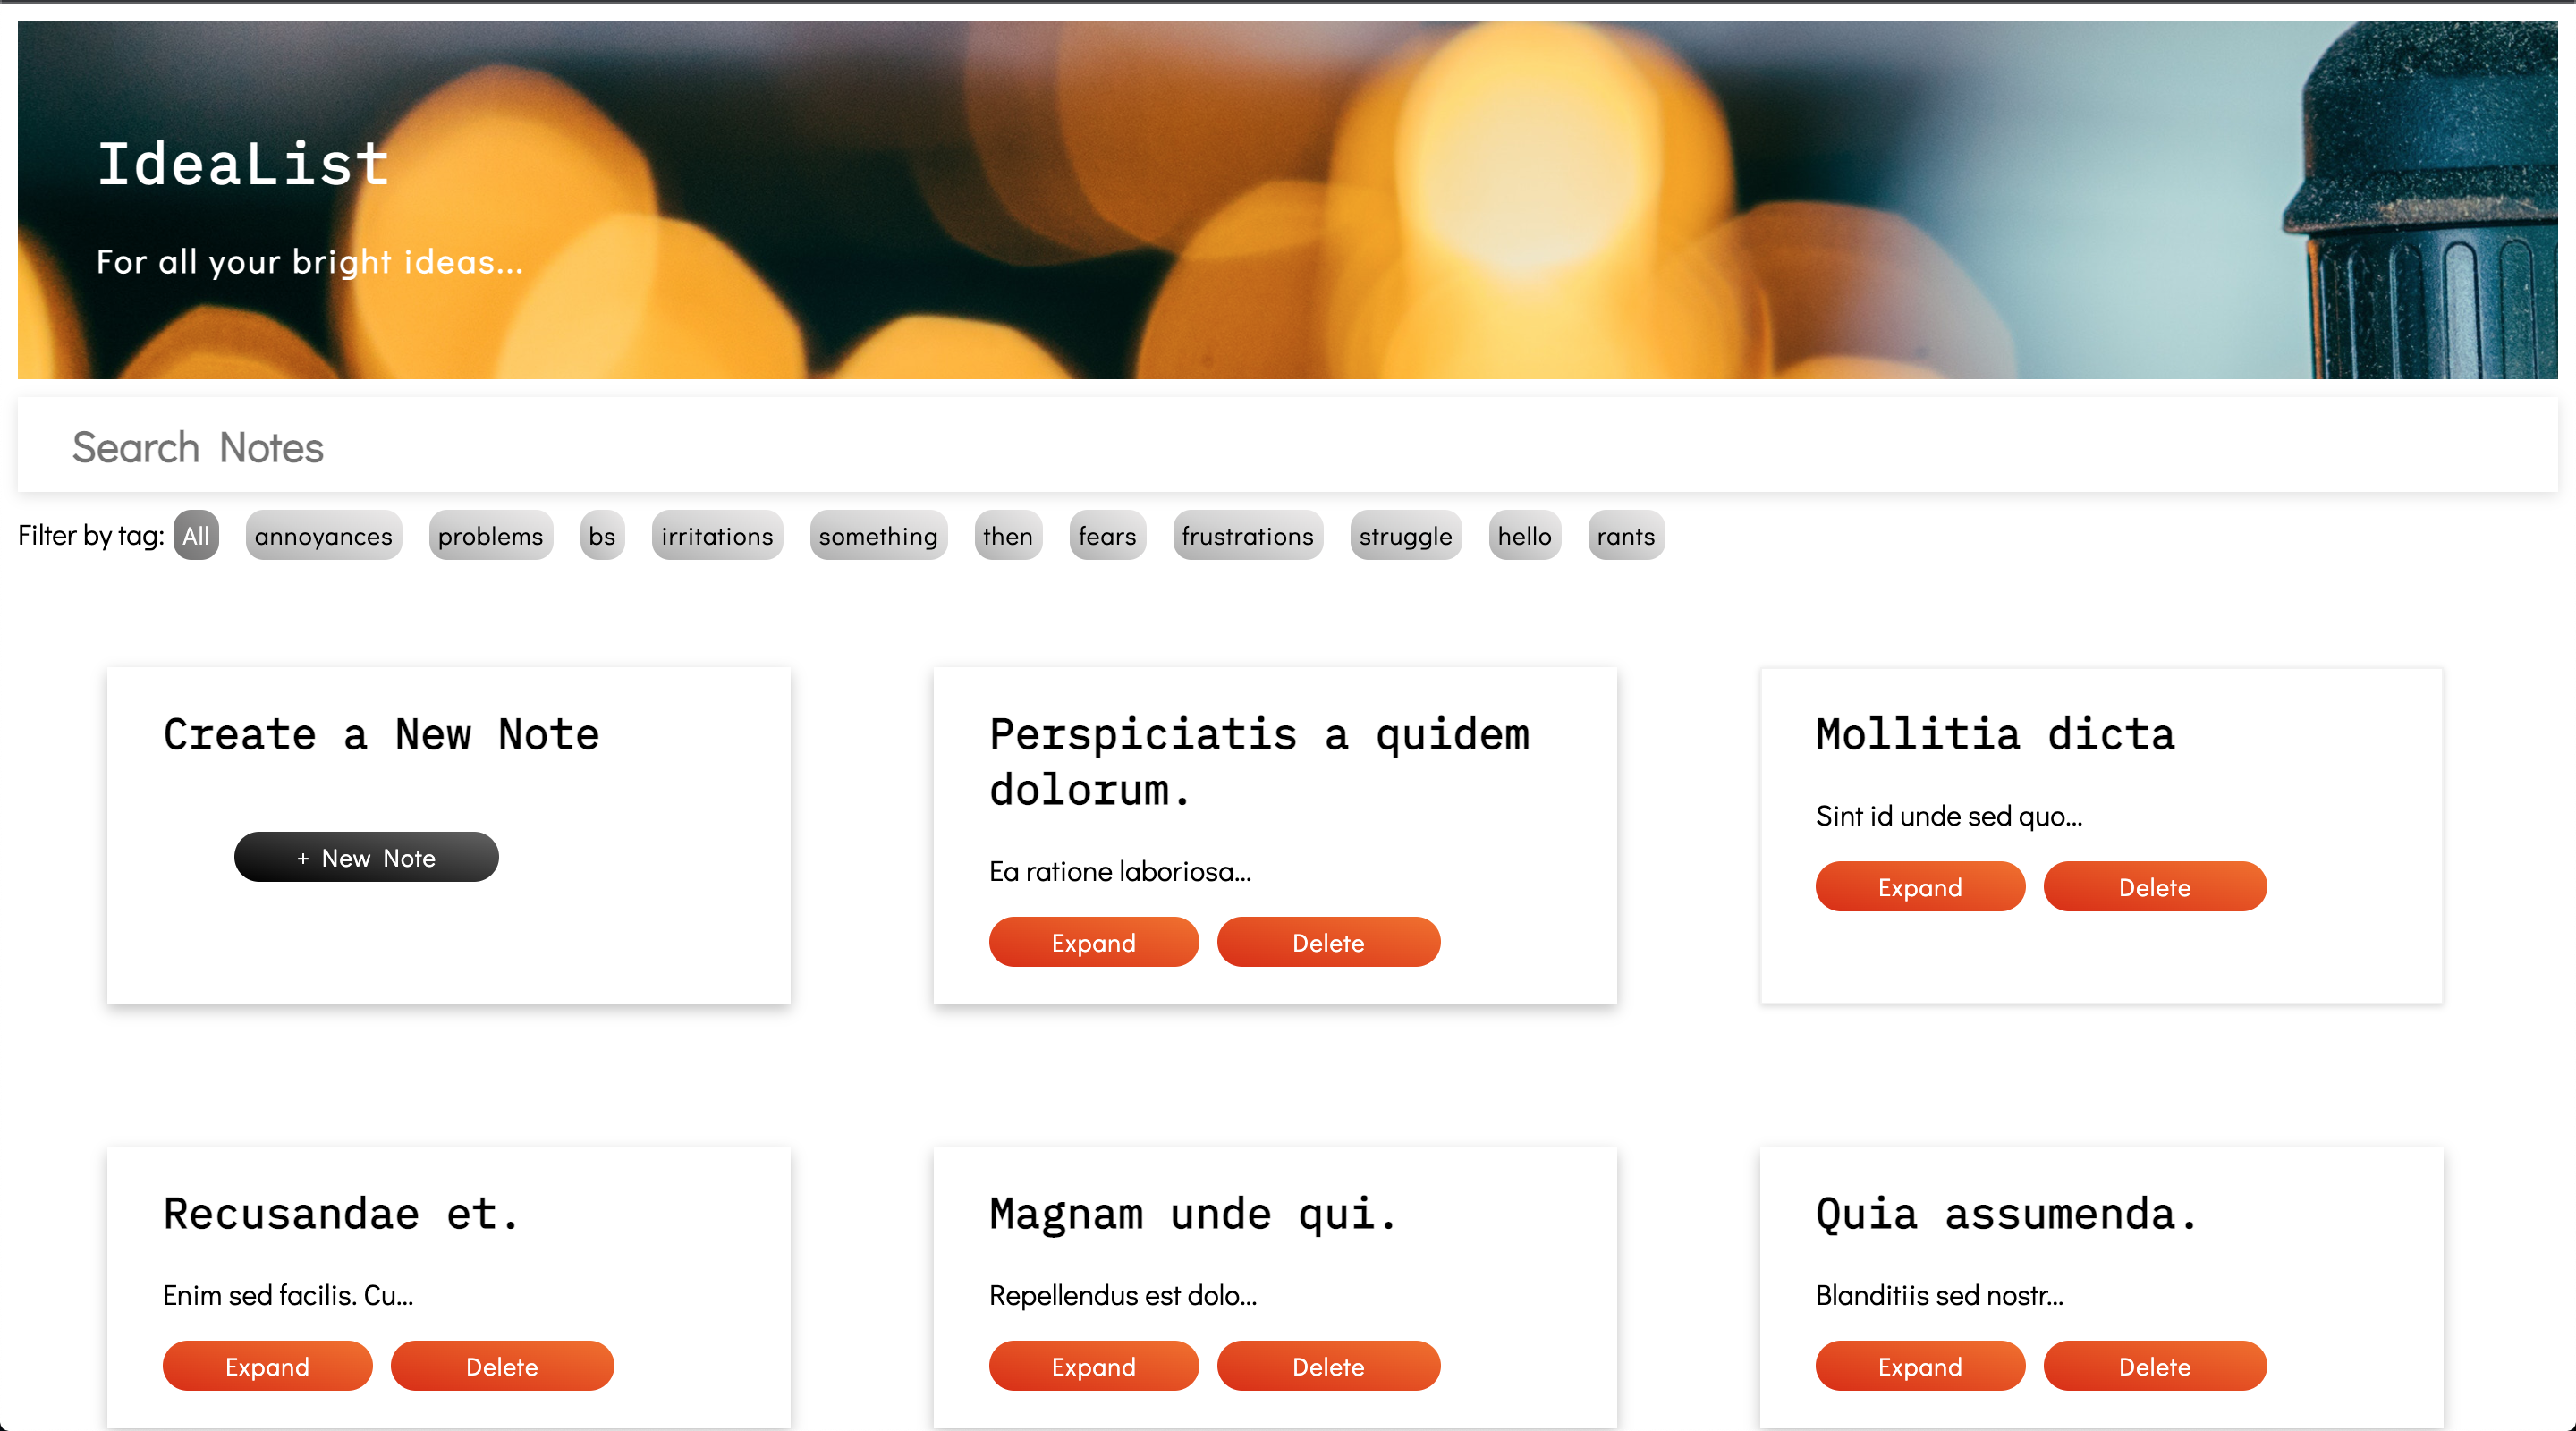 IdeaList
For all your bright ideas...
Search Notes
Filter by tag: All annoyances problems bs irritations something then fears frustrations struggle hello rants
Create a New Note
+ New Note
Perspiciatis a quidem
dolorum.
Ea ratione laboriosa...
Expand Delete
Mollitia dicta
Sint id unde sed quo...
Expand Delete
Recusandae et.
Enim sed facilis. Cu...
Expand Delete
Magnam unde qui.
Repellendus est dolo...
Expand Delete
Quia assumenda.
Blanditiis sed nostr...
Expand Delete